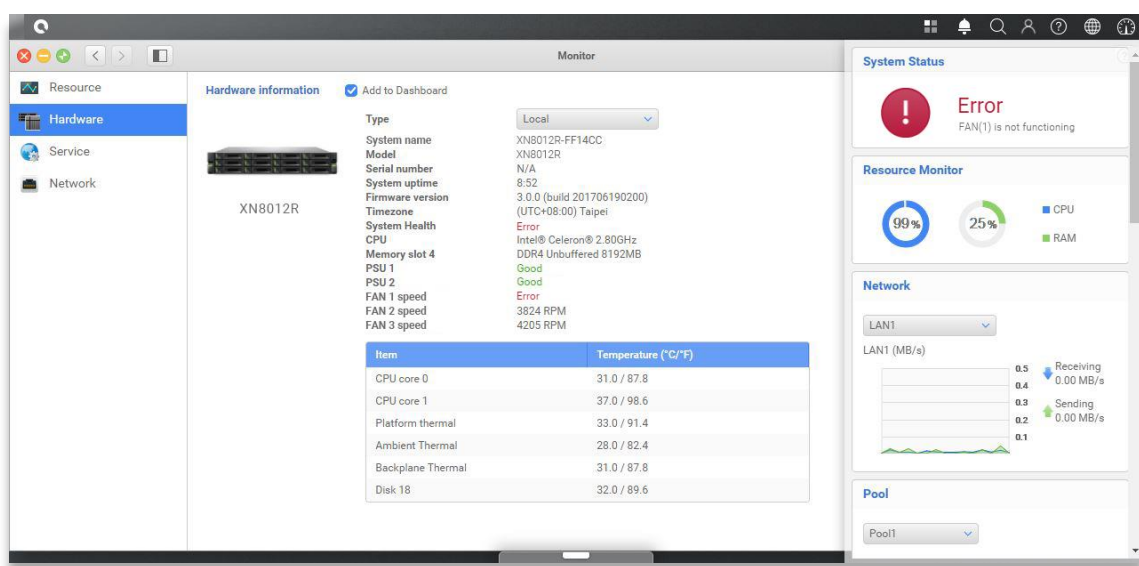 Monitor
Resource
Hardware
Service
Network
Hardware information
Add to Dashboard
XN8012R
Type Local
System name XN8012R-FF14CC
Model XN8012R
Serial number N/A
System uptime 8:52
Firmware version 3.0.0 (build 201706190200)
Timezone (UTC+08:00) Taipei
System Health Error
CPU Intel® Celeron® 2.80GHz
Memory slot 4 DDR4 Unbuffered 8192MB
PSU 1 Good
PSU 2 Good
FAN 1 speed Error
FAN 2 speed 3824 RPM
FAN 3 speed 4205 RPM
Item Temperature (°C/°F)
CPU core 0 31.0 / 87.8
CPU core 1 37.0 / 98.6
Platform thermal 33.0 / 91.4
Ambient Thermal 28.0 / 82.4
Backplane Thermal 31.0 / 87.8
Disk 18 32.0 / 89.6
System Status
Error
FAN(1) is not functioning
Resource Monitor
99%
25%
CPU
RAM
Network
LAN1
LAN1 (MB/s)
0.5
0.4
0.3
0.2
0.1
Receiving
0.00 MB/s
Sending
0.00 MB/s
Pool
Pool1